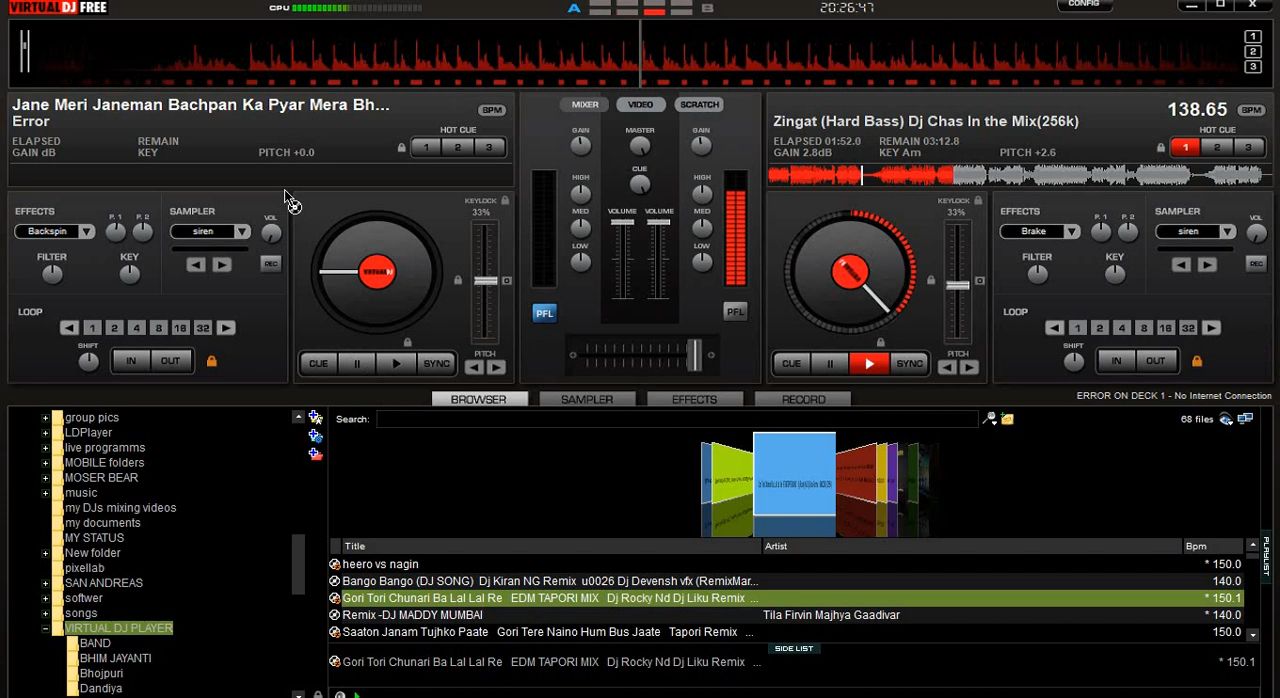 VIRTUAL DJ FREE
CPU
A
B
20:26:47
CONFIG
1
2
3
Jane Meri Janeman Bachpan Ka Pyar Mera Bh...
BPM
Error
ELAPSED
REMAIN
GAIN dB
KEY
PITCH +0.0
HOT CUE
1 2 3
MIXER VIDEO SCRATCH
GAIN MASTER GAIN
CUE
HIGH HIGH
MED VOLUME VOLUME MED
LOW LOW
PFL PFL
138.65 BPM
Zingat (Hard Bass) Dj Chas In the Mix(256k)
ELAPSED 01:52.0 REMAIN 03:12.8
GAIN 2.8dB KEY Am PITCH +2.6
HOT CUE
1 2 3
EFFECTS P. 1 P. 2 SAMPLER VOL
Backspin siren
FILTER KEY REC
LOOP
1 2 4 8 16 32
SHIFT IN OUT
KEYLOCK
33%
VIRTUAL DJ
CUE SYNC PITCH
KEYLOCK
33%
CUE SYNC PITCH
EFFECTS P. 1 P. 2 SAMPLER VOL
Brake siren
FILTER KEY REC
LOOP
1 2 4 8 16 32
SHIFT IN OUT
BROWSER SAMPLER EFFECTS RECORD
ERROR ON DECK 1 - No Internet Connection
group pics
LDPlayer
live programms
MOBILE folders
MOSER BEAR
music
my DJs mixing videos
my documents
MY STATUS
New folder
pixellab
SAN ANDREAS
softwer
songs
VIRTUAL DJ PLAYER
BAND
BHIM JAYANTI
Bhojpuri
Dandiya
Search:
68 files
Title Artist Bpm
heero vs nagin * 150.0
Bango Bango (DJ SONG) Dj Kiran NG Remix u0026 Dj Devensh vfx (RemixMar... 140.0
Gori Tori Chunari Ba Lal Lal Re EDM TAPORI MIX Dj Rocky Nd Dj Liku Remix ... * 150.1
Remix -DJ MADDY MUMBAI Tila Firvin Majhya Gaadivar * 140.0
Saaton Janam Tujhko Paate Gori Tere Naino Hum Bus Jaate Tapori Remix ... 150.0
SIDE LIST
Gori Tori Chunari Ba Lal Lal Re EDM TAPORI MIX Dj Rocky Nd Dj Liku Remix ... * 150.1
PLAYLIST